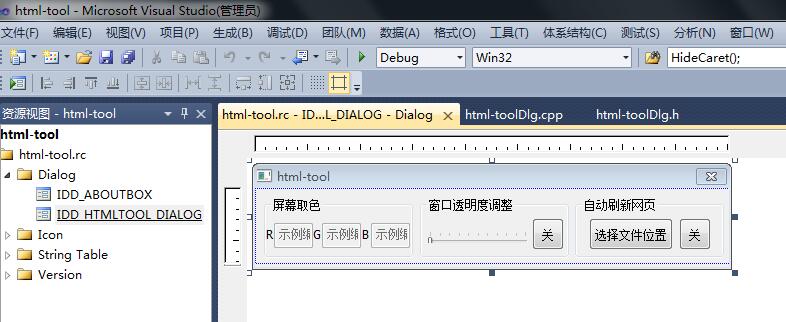 html-tool - Microsoft Visual Studio(管理员)
文件(F) 编辑(E) 视图(V) 项目(P) 生成(B) 调试(D) 团队(M) 数据(A) 格式(O) 工具(T) 体系结构(C) 测试(S) 分析(N) 窗口(W)
Debug Win32 HideCaret();
资源视图 - html-tool
html-tool.rc - ID...L_DIALOG - Dialog html-toolDlg.cpp html-toolDlg.h
html-tool
html-tool.rc
Dialog
IDD_ABOUTBOX
IDD_HTMLTOOL_DIALOG
Icon
String Table
Version
html-tool
屏幕取色 窗口透明度调整 自动刷新网页
R 示例 G 示例 B 示例 关 选择文件位置 关